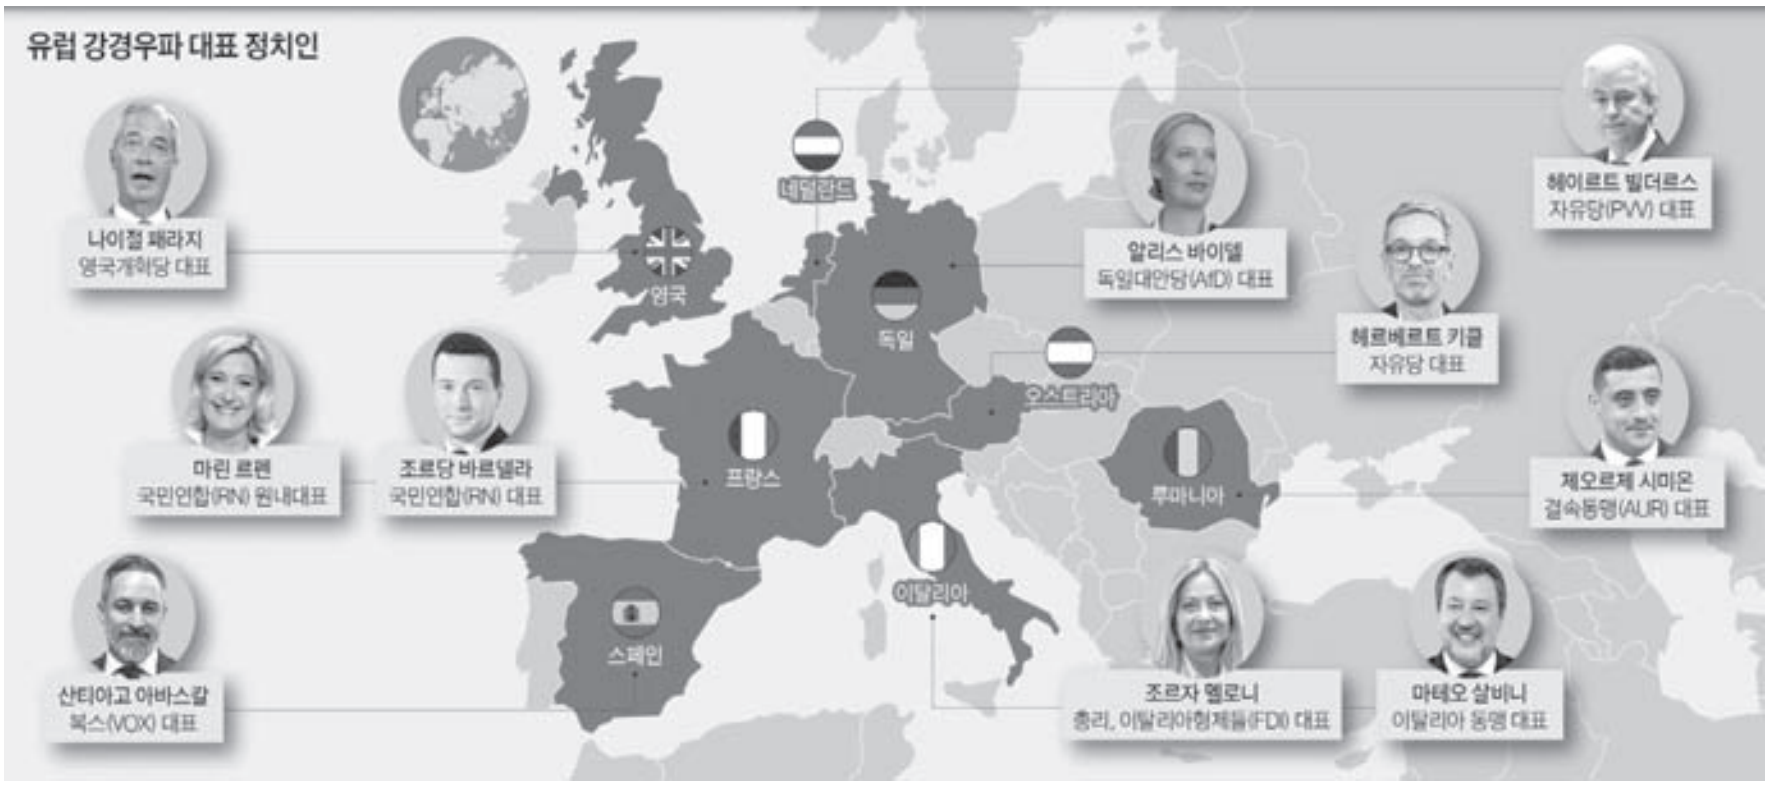 유럽 강경우파 대표 정치인
나이절 패라지
영국개혁당 대표
영국
네덜란드
헤이르트 빌더르스
자유당(PVV) 대표
알리스 바이델
독일대안당(AfD) 대표
독일
헤르베르트 키클
자유당 대표
오스트리아
마린 르펜
국민연합(RN) 원내대표
조르당 바르델라
국민연합(RN) 대표
프랑스
루마니아
제오르제 시미온
결속동맹(AUR) 대표
산티아고 아바스칼
복스(VOX) 대표
스페인
이탈리아
조르자 멜로니
총리, 이탈리아형제들(FDI) 대표
마테오 살비니
이탈리아 동맹 대표